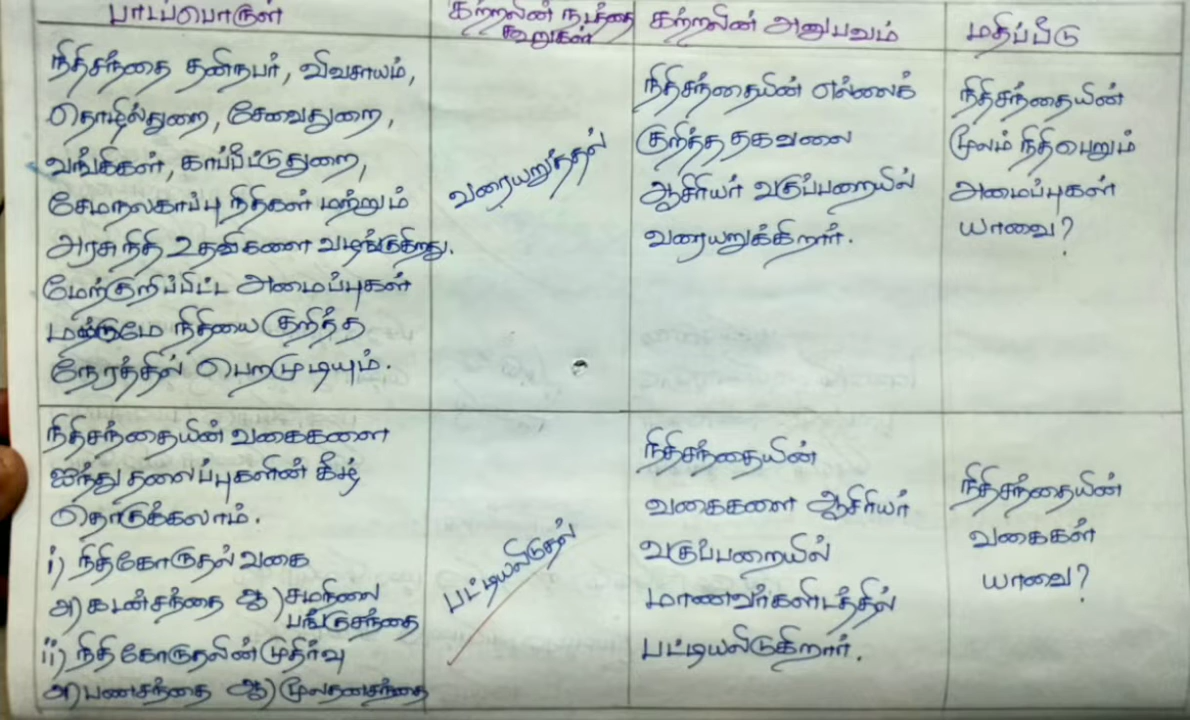 பாடப்பொருள்
கற்றலின் நடத்தை
கூறுகள்
கற்றலின் அனுபவம்
மதிப்பீடு
நிதிசந்தை தனிநபர், விவசாயம்,
தொழில்துறை, சேவைதுறை,
வங்கிகள், காப்பீட்டுதுறை,
சேமநலகாப்பு நிதிகள் மற்றும்
அரசு நிதி உதவிகளை வழங்குகிறது.
மேற்குறிப்பிட்ட அமைப்புகள்
மட்டுமே நிதியை குறித்த
நேரத்தில் பெறமுடியும்.
வரையறுத்தல்
நிதிசந்தையின் எல்லைக்
குறித்த தகவலை
ஆசிரியர் வகுப்பறையில்
வரையறுக்கிறார்.
நிதிசந்தையின்
மூலம் நிதிபெறும்
அமைப்புகள்
யாவை?
நிதிசந்தையின் வகைகளை
ஐந்து தலைப்புகளின் கீழ்
தொடுக்கலாம்.
i) நிதிகோருதல் வகை
அ) கடன்சந்தை ஆ) சமநிலை
பங்குசந்தை
ii) நிதிகோருதலின் முதிர்வு
அ) பணசந்தை ஆ) மூலதனசந்தை
பட்டியலிடுதல்
நிதிசந்தையின்
வகைகளை ஆசிரியர்
வகுப்பறையில்
மாணவர்களிடத்தில்
பட்டியலிடுகிறார்.
நிதிசந்தையின்
வகைகள்
யாவை?